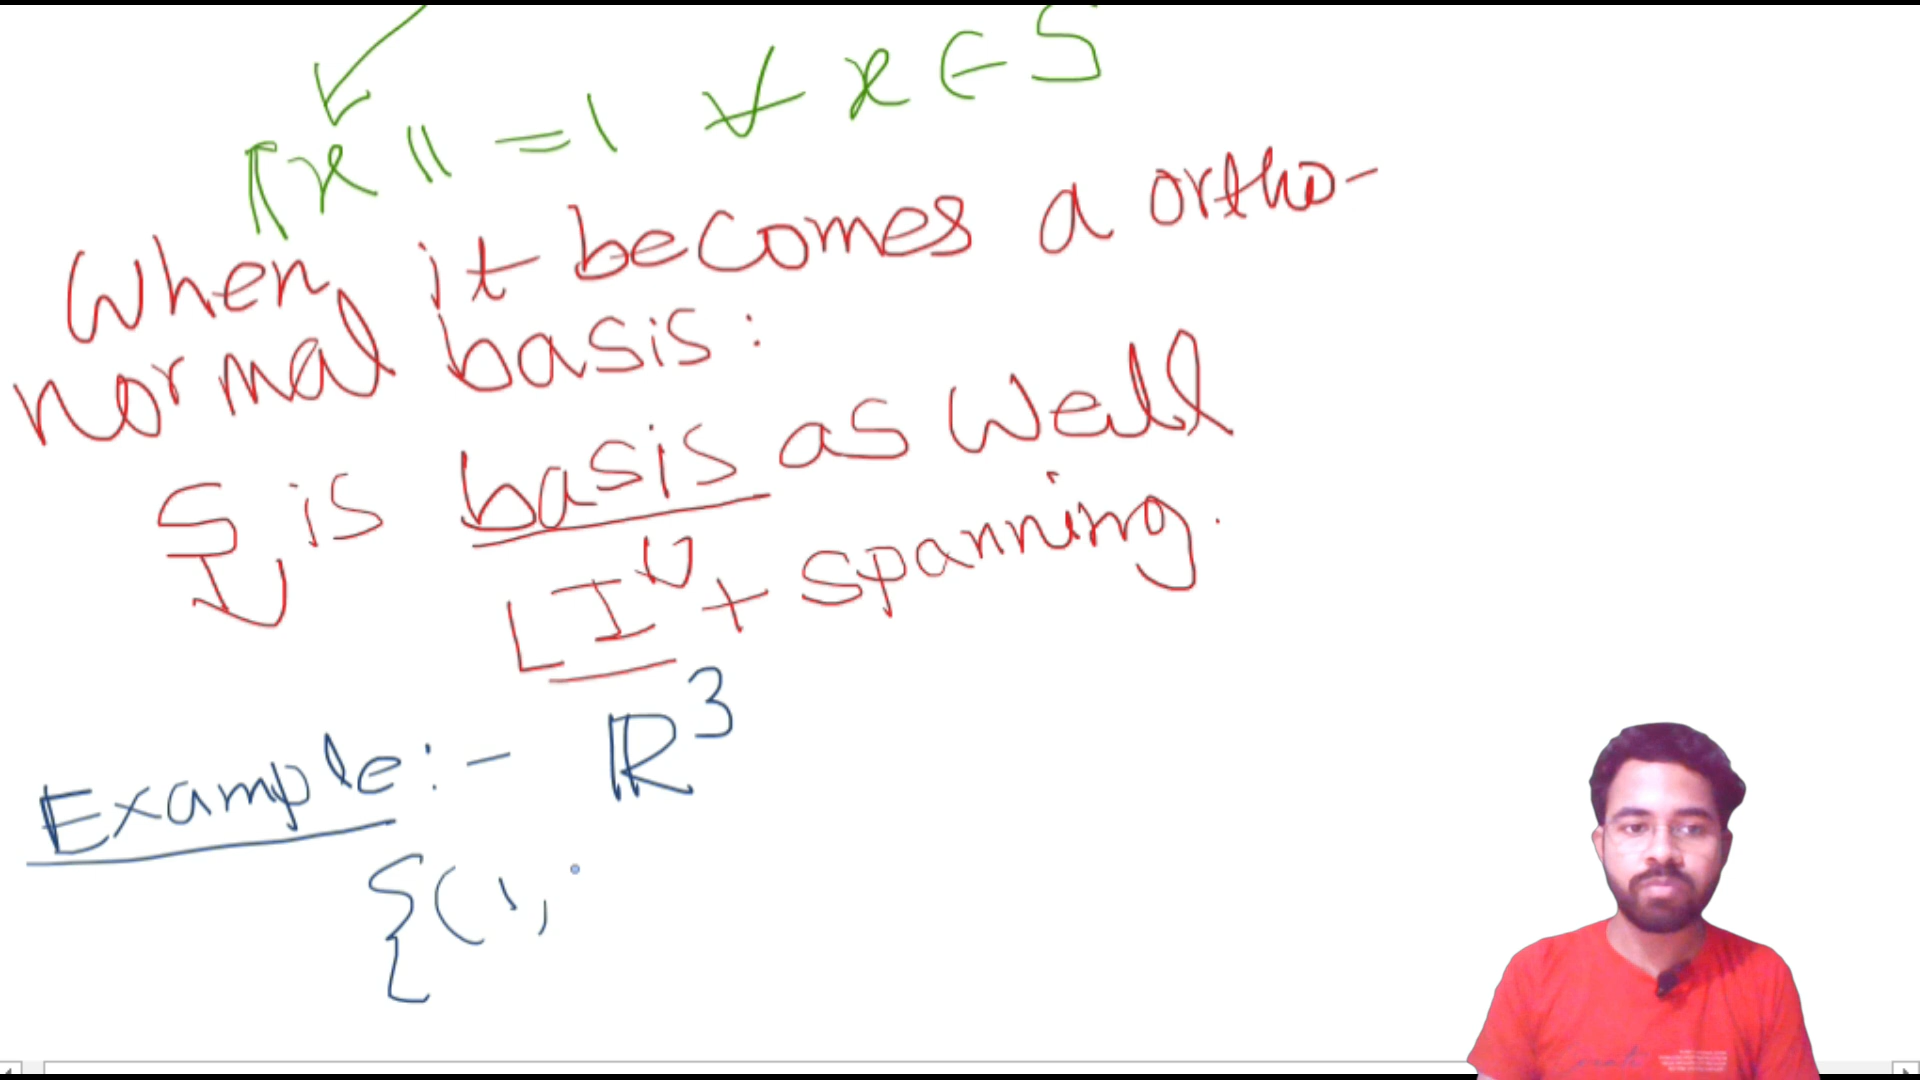 ‖x‖ = 1 ∀ x ∈ S
When it becomes a ortho-
normal basis:
S is basis as well
LI + spanning.
Example:- ℝ³
{(1,